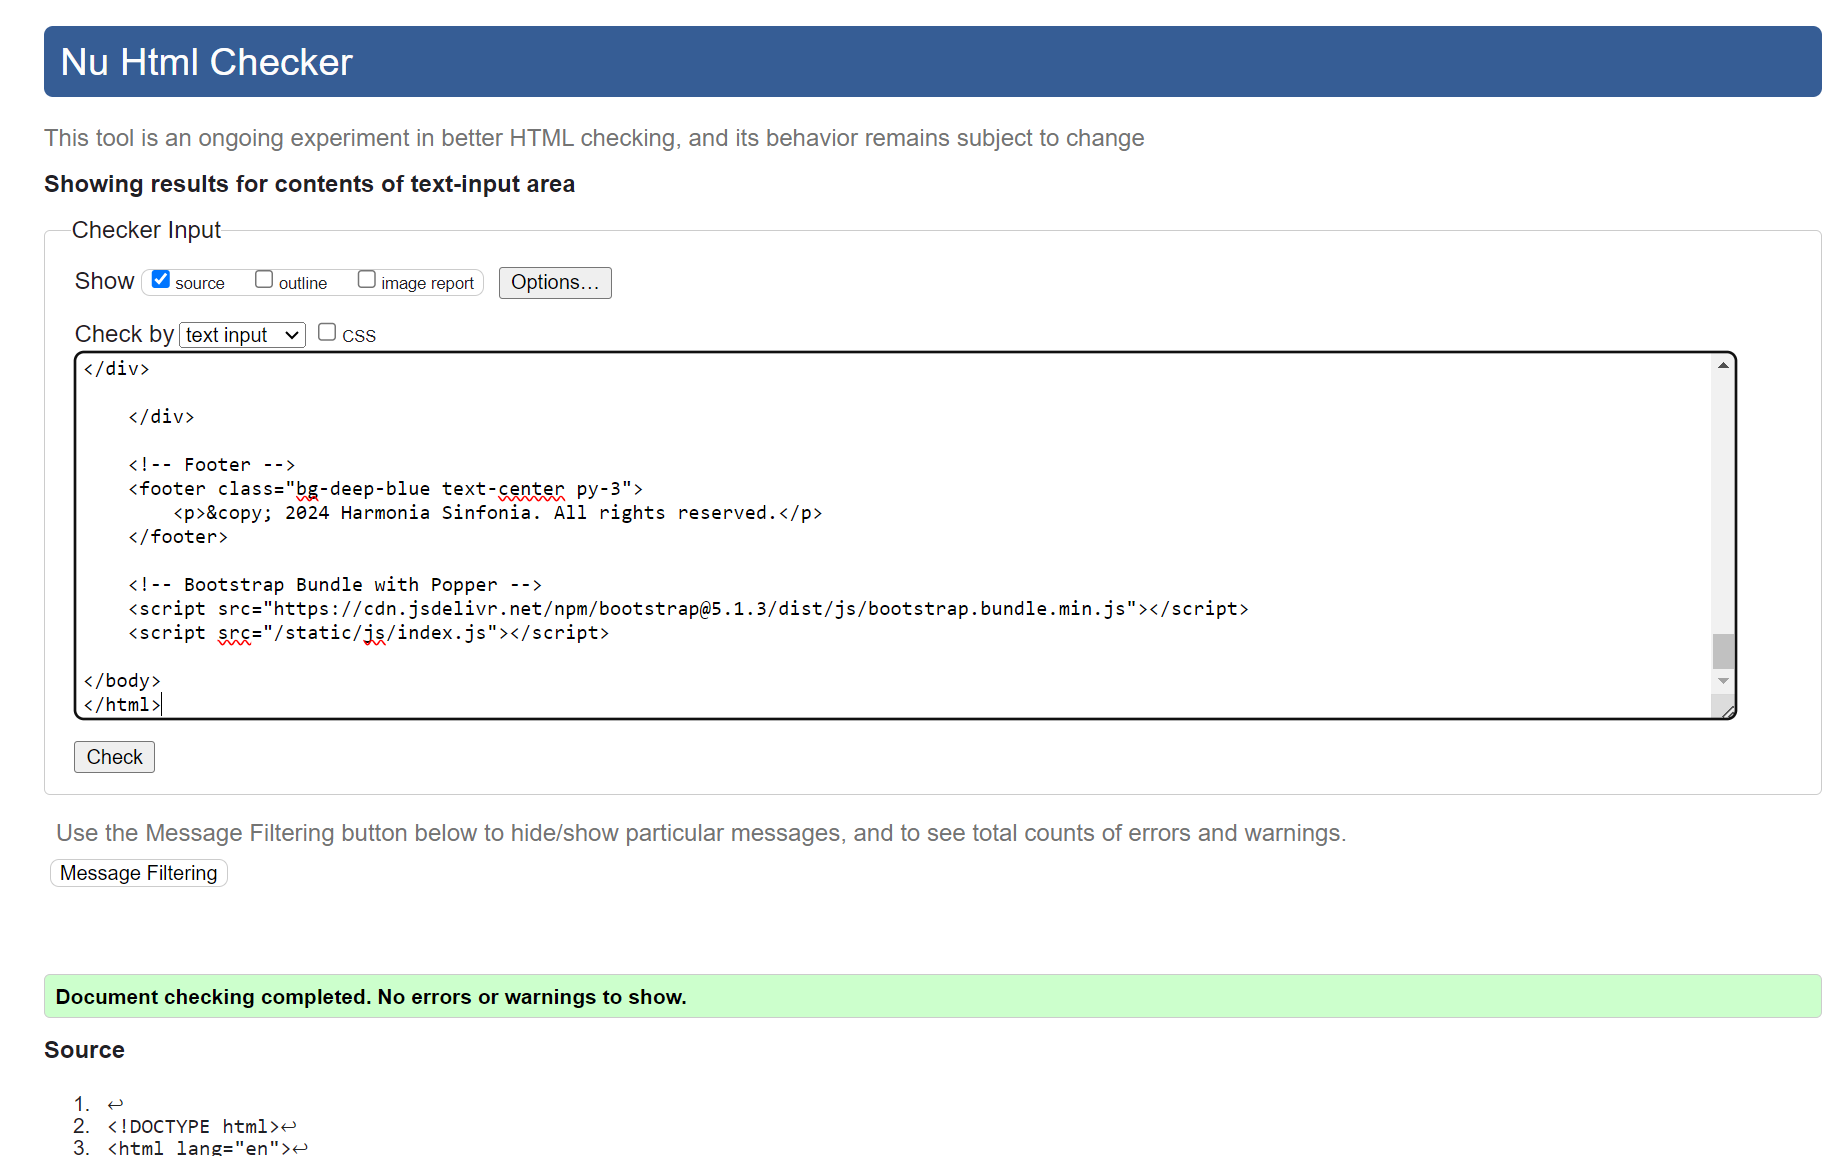 Nu Html Checker
This tool is an ongoing experiment in better HTML checking, and its behavior remains subject to change
Showing results for contents of text-input area
Checker Input
Show source outline image report Options...
Check by text input CSS
</div>
</div>
<!-- Footer -->
<footer class="bg-deep-blue text-center py-3">
<p>&copy; 2024 Harmonia Sinfonia. All rights reserved.</p>
</footer>
<!-- Bootstrap Bundle with Popper -->
<script src="https://cdn.jsdelivr.net/npm/bootstrap@5.1.3/dist/js/bootstrap.bundle.min.js"></script>
<script src="/static/js/index.js"></script>
</body>
</html>
Check
Use the Message Filtering button below to hide/show particular messages, and to see total counts of errors and warnings.
Message Filtering
Document checking completed. No errors or warnings to show.
Source
1. ↩
2. <!DOCTYPE html>↩
3. <html lang="en">↩